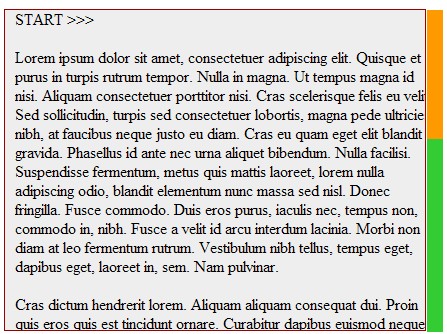 START >>>
Lorem ipsum dolor sit amet, consectetuer adipiscing elit. Quisque et
purus in turpis rutrum tempor. Nulla in magna. Ut tempus magna id
nisi. Aliquam consectetuer porttitor nisi. Cras scelerisque felis eu velit
Sed sollicitudin, turpis sed consectetuer lobortis, magna pede ultricie
nibh, at faucibus neque justo eu diam. Cras eu quam eget elit blandit
gravida. Phasellus id ante nec urna aliquet bibendum. Nulla facilisi.
Suspendisse fermentum, metus quis mattis laoreet, lorem nulla
adipiscing odio, blandit elementum nunc massa sed nisl. Donec
fringilla. Fusce commodo. Duis eros purus, iaculis nec, tempus non,
commodo in, nibh. Fusce a velit id arcu interdum lacinia. Morbi non
diam at leo fermentum rutrum. Vestibulum nibh tellus, tempus eget,
dapibus eget, laoreet in, sem. Nam pulvinar.
Cras dictum hendrerit lorem. Aliquam aliquam consequat dui. Proin
quis eros quis est tincidunt ornare. Curabitur dapibus euismod neque